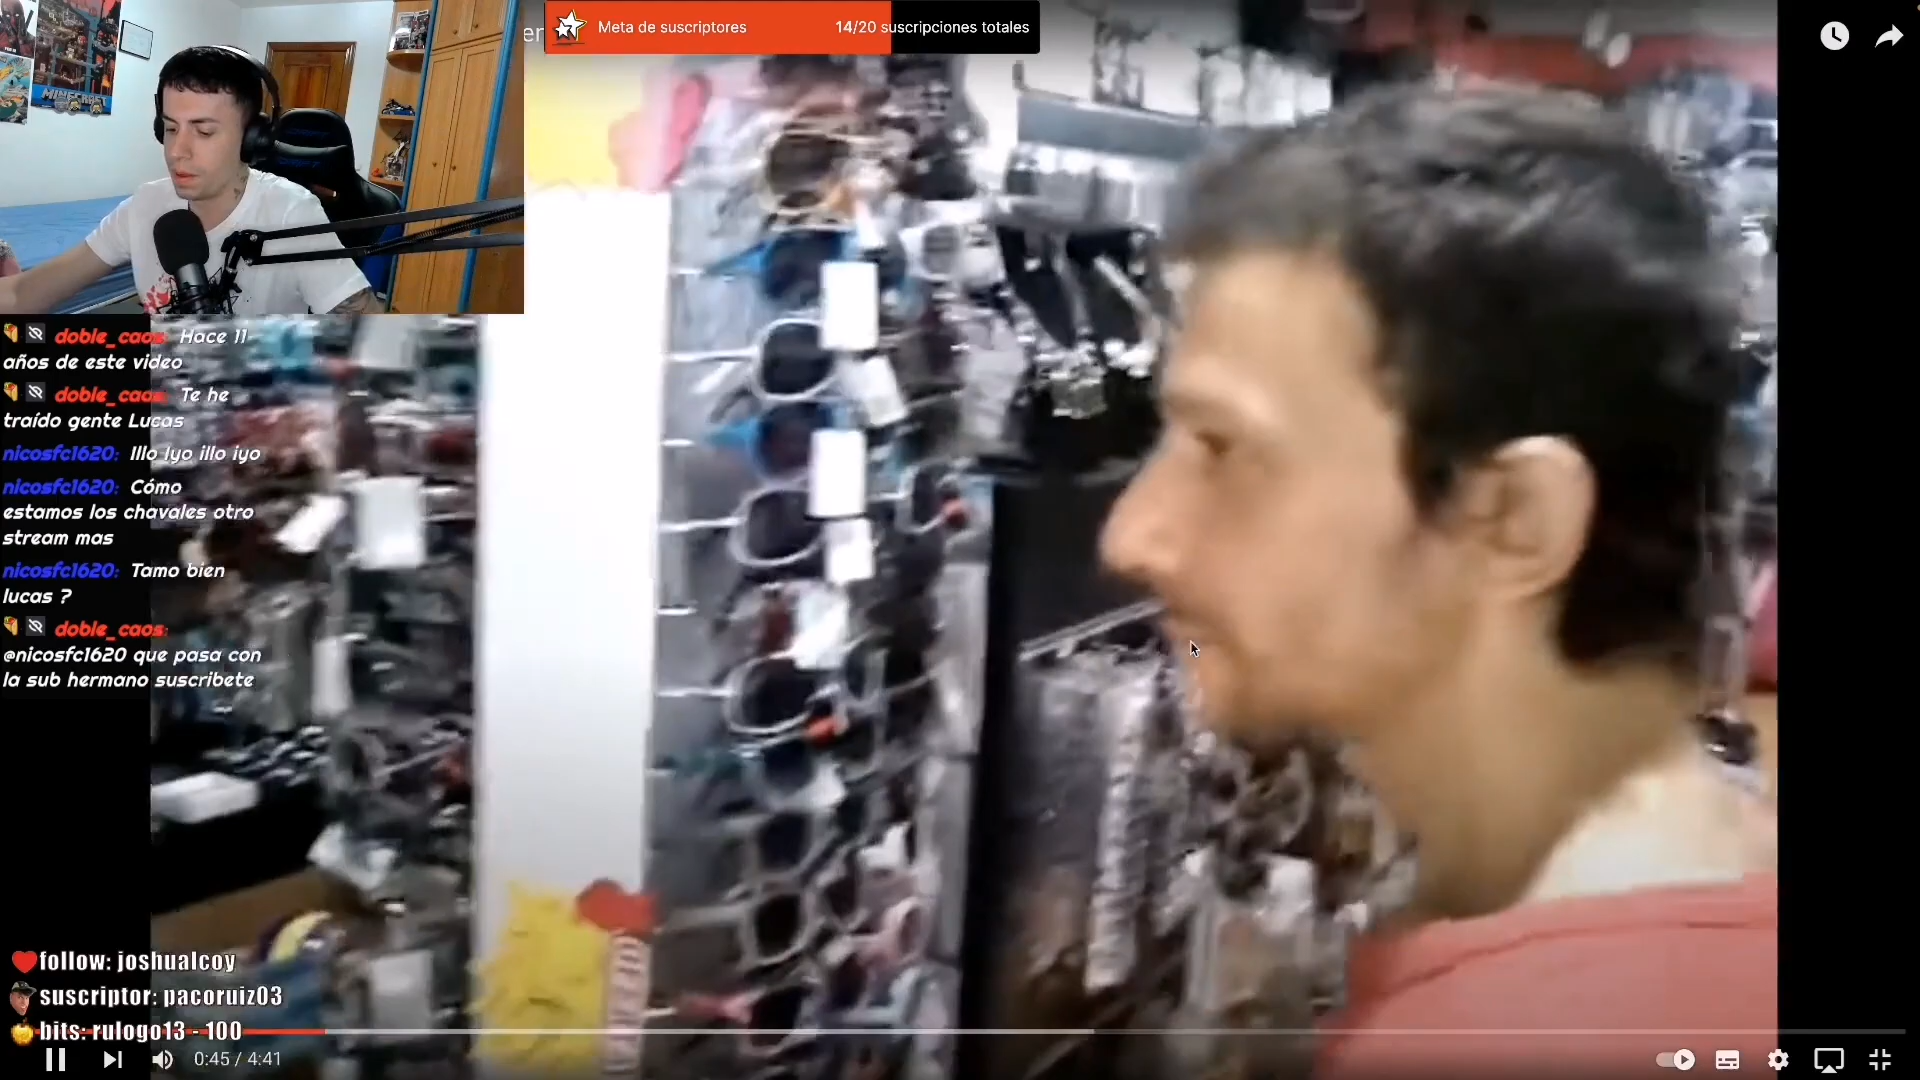 er
Meta de suscriptores 14/20 suscripciones totales
MINECRAFT
doble_caos: Hace 11
años de este video
doble_caos: Te he
traído gente Lucas
nicosfc1620: Illo Iyo illo iyo
nicosfc1620: Cómo
estamos los chavales otro
stream mas
nicosfc1620: Tamo bien
lucas ?
doble_caos:
@nicosfc1620 que pasa con
la sub hermano suscribete
follow: joshualcoy
suscriptor: pacoruiz03
bits: rulogo13 - 100
0:45 / 4:41